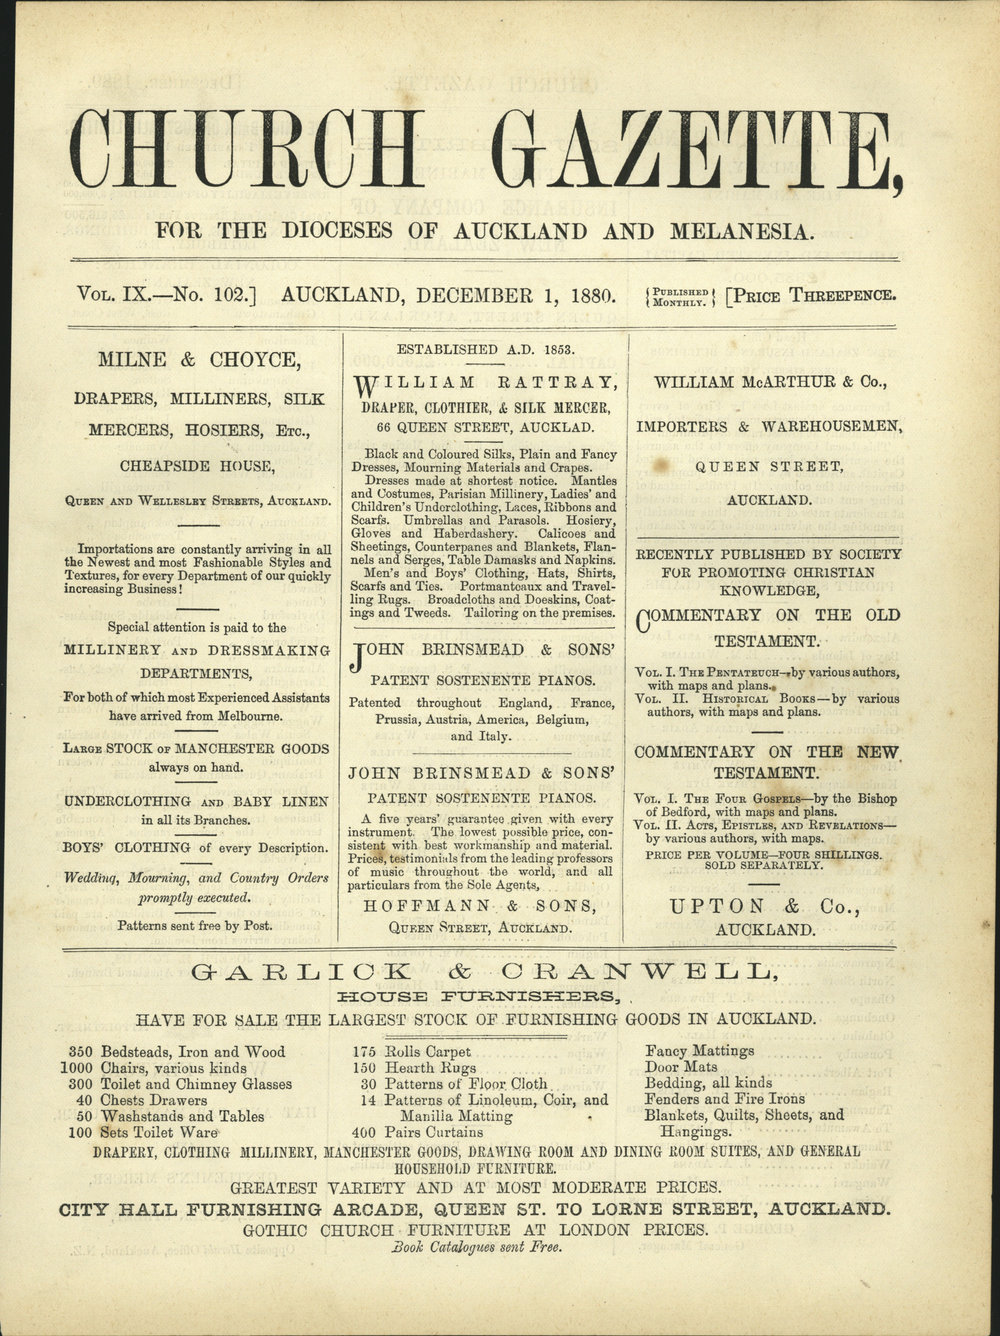 CHURCH GAZETTE,
FOR THE DIOCESES OF AUCKLAND AND MELANESIA.
VOL. IX.—No. 102.] AUCKLAND, DECEMBER 1, 1880. {PUBLISHED MONTHLY.} [PRICE THREEPENCE.
MILNE & CHOYCE,
DRAPERS, MILLINERS, SILK
MERCERS, HOSIERS, ETC.,
CHEAPSIDE HOUSE,
QUEEN AND WELLESLEY STREETS, AUCKLAND.
Importations are constantly arriving in all
the Newest and most Fashionable Styles and
Textures, for every Department of our quickly
increasing Business!
Special attention is paid to the
MILLINERY AND DRESSMAKING
DEPARTMENTS,
For both of which most Experienced Assistants
have arrived from Melbourne.
LARGE STOCK OF MANCHESTER GOODS
always on hand.
UNDERCLOTHING AND BABY LINEN
in all its Branches.
BOYS' CLOTHING of every Description.
Wedding, Mourning, and Country Orders
promptly executed.
Patterns sent free by Post.
ESTABLISHED A.D. 1853.
WILLIAM RATTRAY,
DRAPER, CLOTHIER, & SILK MERCER,
66 QUEEN STREET, AUCKLAD.
Black and Coloured Silks, Plain and Fancy
Dresses, Mourning Materials and Crapes.
Dresses made at shortest notice. Mantles
and Costumes, Parisian Millinery, Ladies' and
Children's Underclothing, Laces, Ribbons and
Scarfs. Umbrellas and Parasols. Hosiery,
Gloves and Haberdashery. Calicoes and
Sheetings, Counterpanes and Blankets, Flan-
nels and Serges, Table Damasks and Napkins.
Men's and Boys' Clothing, Hats, Shirts,
Scarfs and Ties. Portmanteaux and Travel-
ling Rugs. Broadcloths and Doeskins, Coat-
ings and Tweeds. Tailoring on the premises.
JOHN BRINSMEAD & SONS'
PATENT SOSTENENTE PIANOS.
Patented throughout England, France,
Prussia, Austria, America, Belgium,
and Italy.
JOHN BRINSMEAD & SONS'
PATENT SOSTENENTE PIANOS.
A five years' guarantee given with every
instrument. The lowest possible price, con-
sistent with best workmanship and material.
Prices, testimonials from the leading professors
of music throughout the world, and all
particulars from the Sole Agents,
HOFFMANN & SONS,
QUEEN STREET, AUCKLAND.
WILLIAM McARTHUR & Co.,
IMPORTERS & WAREHOUSEMEN,
QUEEN STREET,
AUCKLAND.
RECENTLY PUBLISHED BY SOCIETY
FOR PROMOTING CHRISTIAN
KNOWLEDGE,
COMMENTARY ON THE OLD
TESTAMENT.
VOL. I. THE PENTATEUCH—by various authors,
with maps and plans.
VOL. II. HISTORICAL BOOKS—by various
authors, with maps and plans.
COMMENTARY ON THE NEW
TESTAMENT.
VOL. I. THE FOUR GOSPELS—by the Bishop
of Bedford, with maps and plans.
VOL. II. ACTS, EPISTLES, AND REVELATIONS—
by various authors, with maps.
PRICE PER VOLUME—FOUR SHILLINGS.
SOLD SEPARATELY.
UPTON & Co.,
AUCKLAND.
GARLICK & CRANWELL,
HOUSE FURNISHERS,
HAVE FOR SALE THE LARGEST STOCK OF FURNISHING GOODS IN AUCKLAND.
350 Bedsteads, Iron and Wood
1000 Chairs, various kinds
300 Toilet and Chimney Glasses
40 Chests Drawers
50 Washstands and Tables
100 Sets Toilet Ware
175 Rolls Carpet
150 Hearth Rugs
30 Patterns of Floor Cloth
14 Patterns of Linoleum, Coir, and
Manilla Matting
400 Pairs Curtains
Fancy Mattings
Door Mats
Bedding, all kinds
Fenders and Fire Irons
Blankets, Quilts, Sheets, and
Hangings.
DRAPERY, CLOTHING MILLINERY, MANCHESTER GOODS, DRAWING ROOM AND DINING ROOM SUITES, AND GENERAL
HOUSEHOLD FURNITURE.
GREATEST VARIETY AND AT MOST MODERATE PRICES.
CITY HALL FURNISHING ARCADE, QUEEN ST. TO LORNE STREET, AUCKLAND.
GOTHIC CHURCH FURNITURE AT LONDON PRICES.
Book Catalogues sent Free.